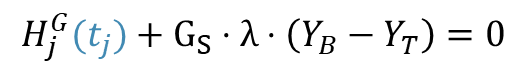 H_j^G(t_j) + G_S · λ · (Y_B − Y_T) = 0